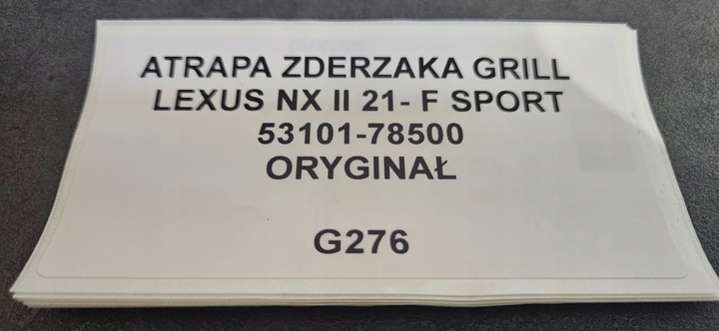 ATRAPA ZDERZAKA GRILL
LEXUS NX II 21- F SPORT
53101-78500
ORYGINAŁ
G276